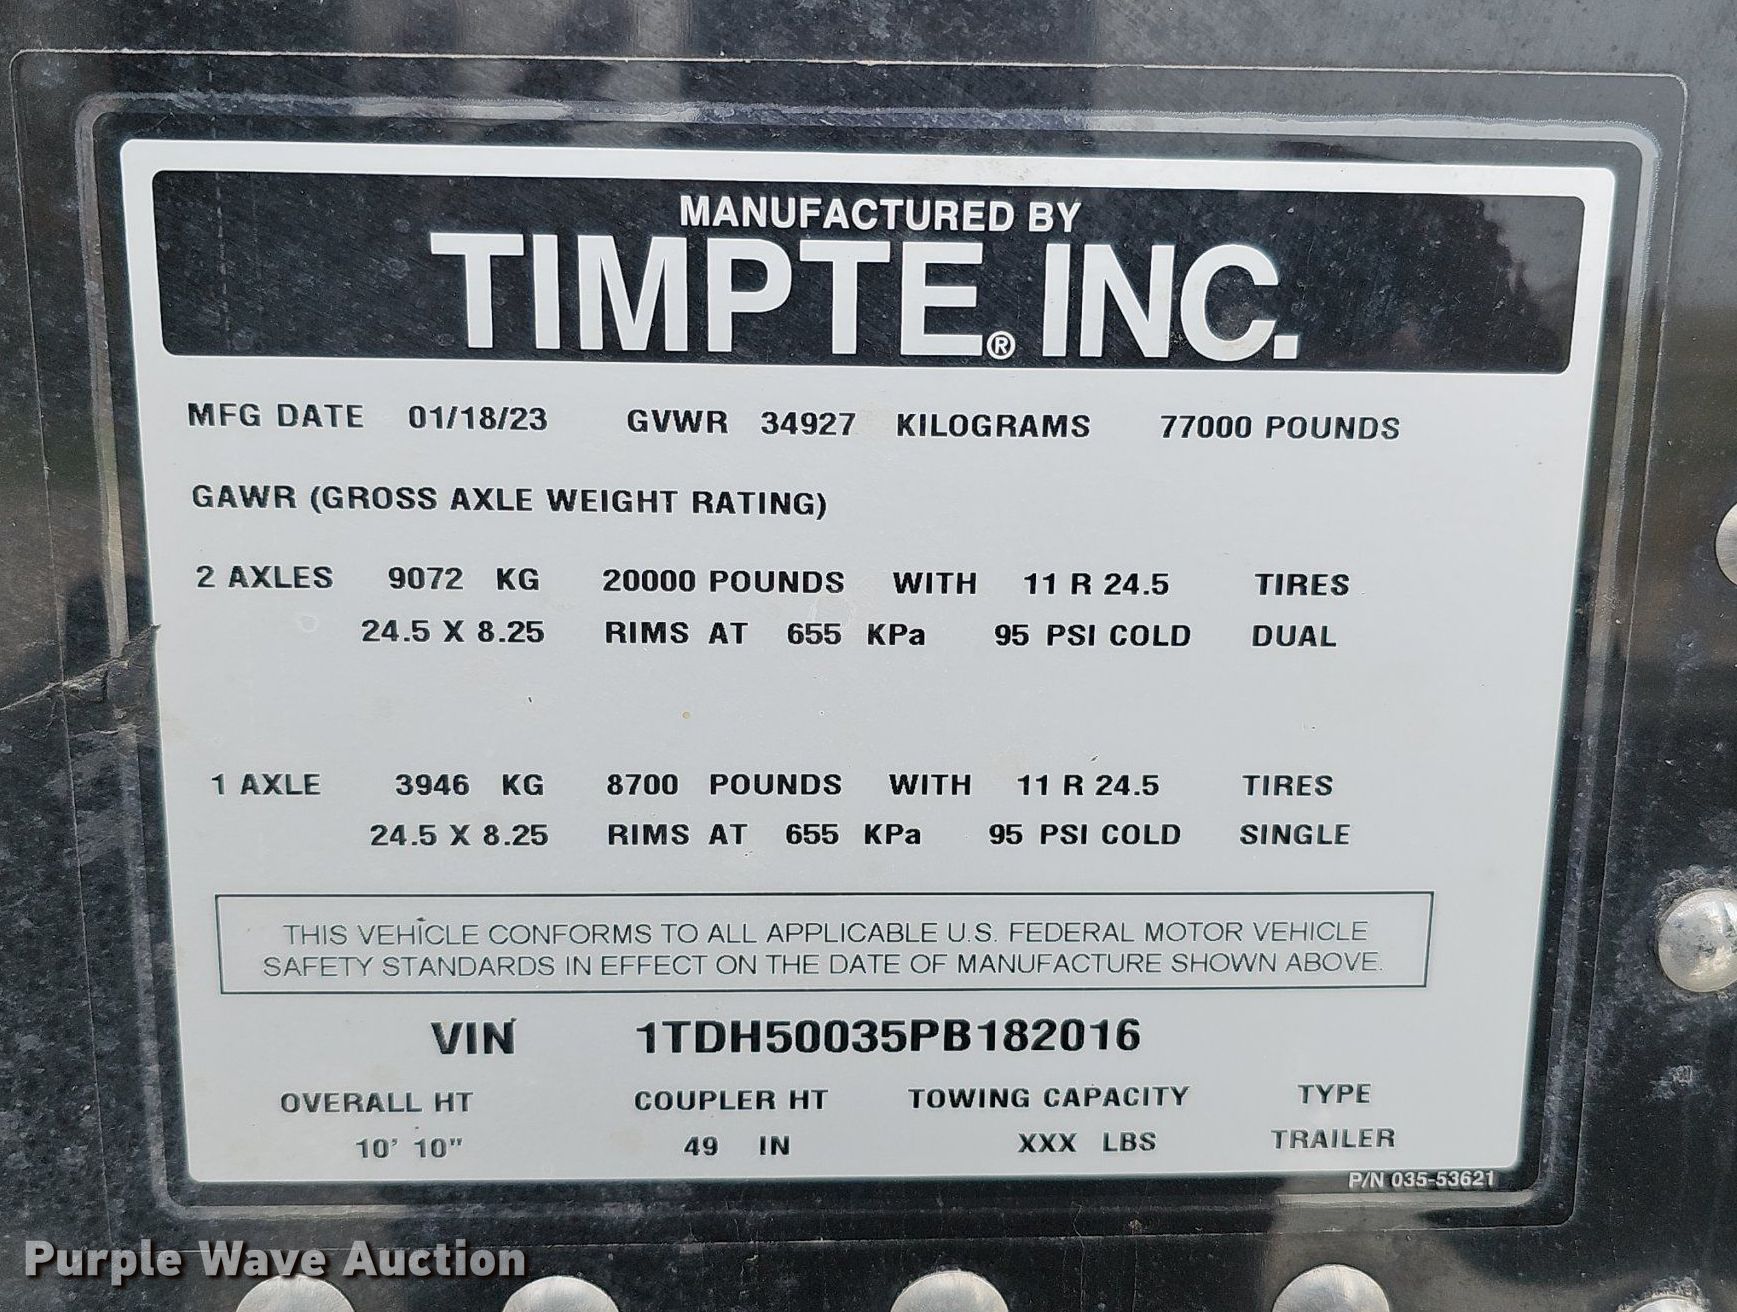 MANUFACTURED BY
TIMPTE® INC.
MFG DATE 01/18/23 GVWR 34927 KILOGRAMS 77000 POUNDS
GAWR (GROSS AXLE WEIGHT RATING)
2 AXLES 9072 KG 20000 POUNDS WITH 11 R 24.5 TIRES
24.5 X 8.25 RIMS AT 655 KPa 95 PSI COLD DUAL
1 AXLE 3946 KG 8700 POUNDS WITH 11 R 24.5 TIRES
24.5 X 8.25 RIMS AT 655 KPa 95 PSI COLD SINGLE
THIS VEHICLE CONFORMS TO ALL APPLICABLE U.S. FEDERAL MOTOR VEHICLE
SAFETY STANDARDS IN EFFECT ON THE DATE OF MANUFACTURE SHOWN ABOVE.
VIN 1TDH50035PB182016
OVERALL HT COUPLER HT TOWING CAPACITY TYPE
10' 10" 49 IN XXX LBS TRAILER
P/N 035-53621
Purple Wave Auction